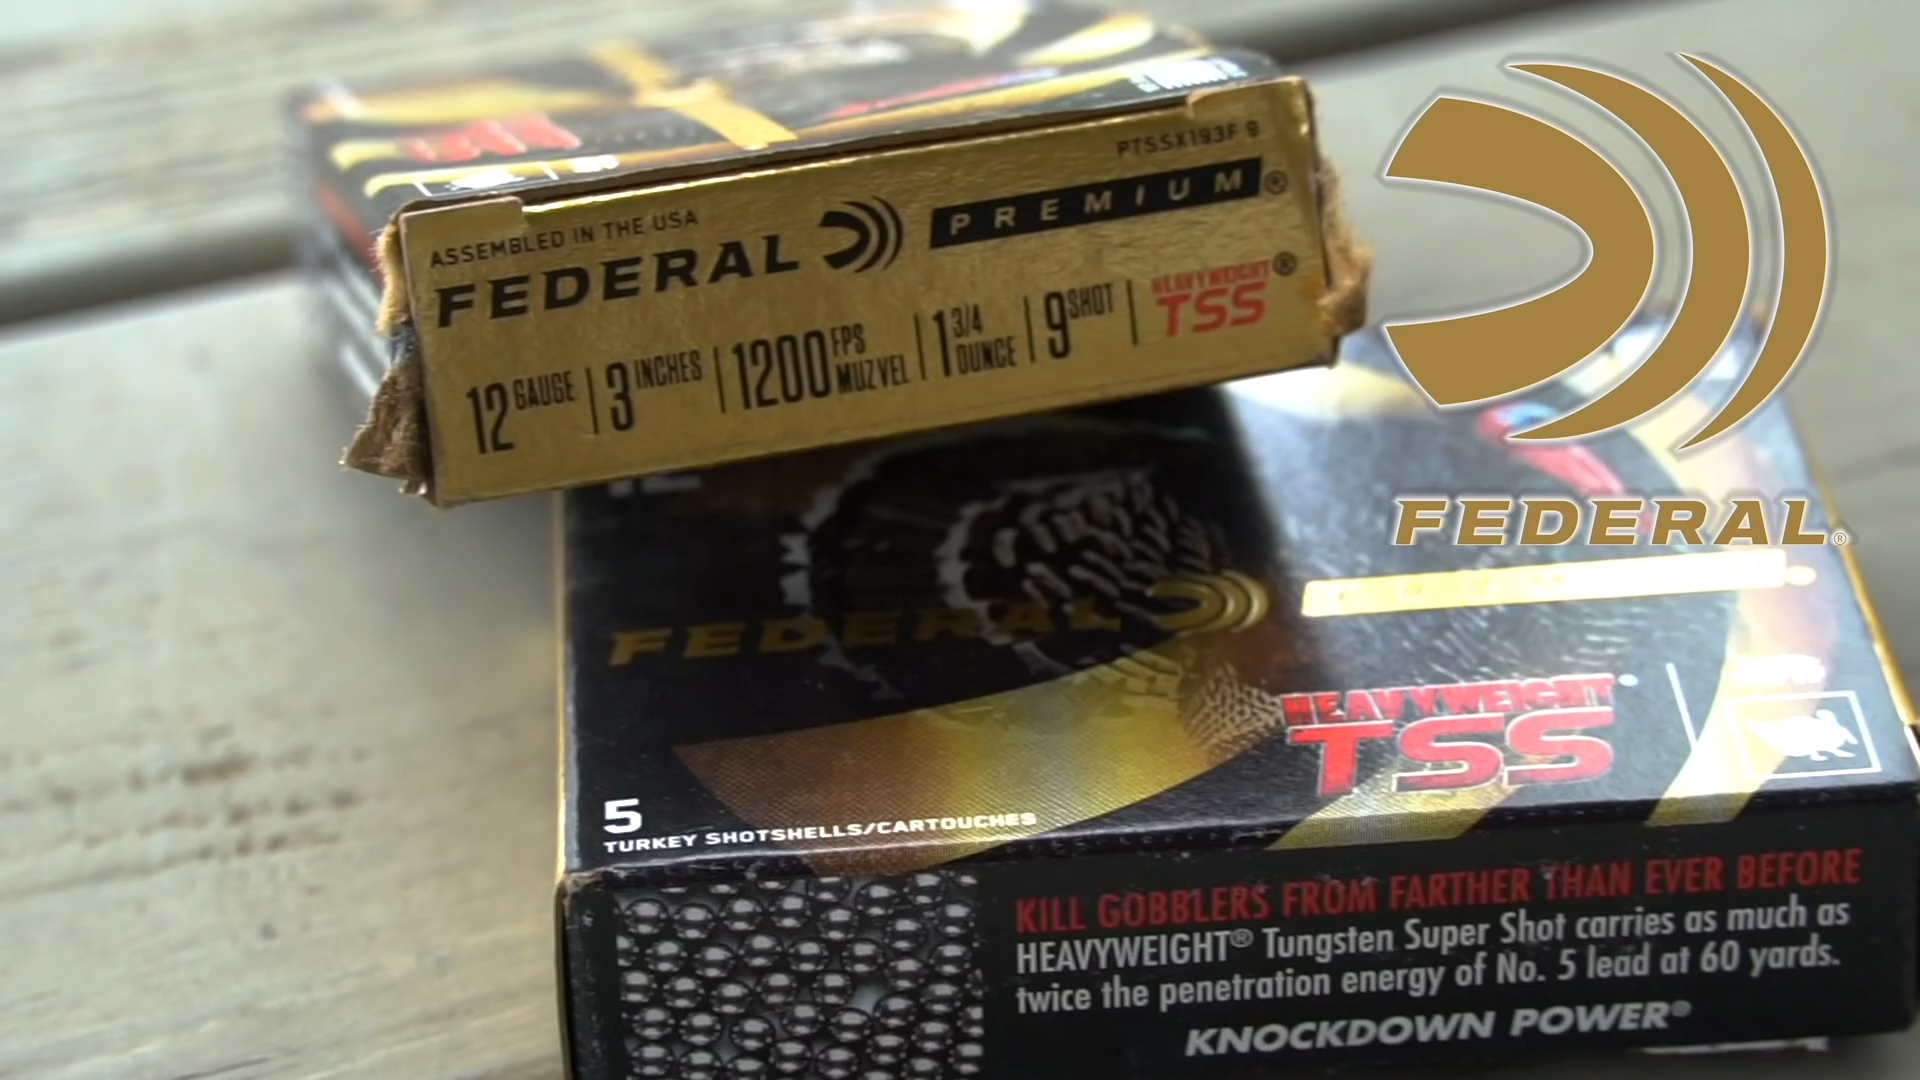 PTSSX193F 9
ASSEMBLED IN THE USA
FEDERAL PREMIUM®
12 GAUGE | 3 INCHES | 1200 FPS MUZ VEL | 1 3/4 OUNCE | 9 SHOT | HEAVYWEIGHT® TSS
FEDERAL®
12
FEDERAL
HEAVYWEIGHT®
TSS
5
TURKEY SHOTSHELLS/CARTOUCHES
KILL GOBBLERS FROM FARTHER THAN EVER BEFORE
HEAVYWEIGHT® Tungsten Super Shot carries as much as
twice the penetration energy of No. 5 lead at 60 yards.
KNOCKDOWN POWER®